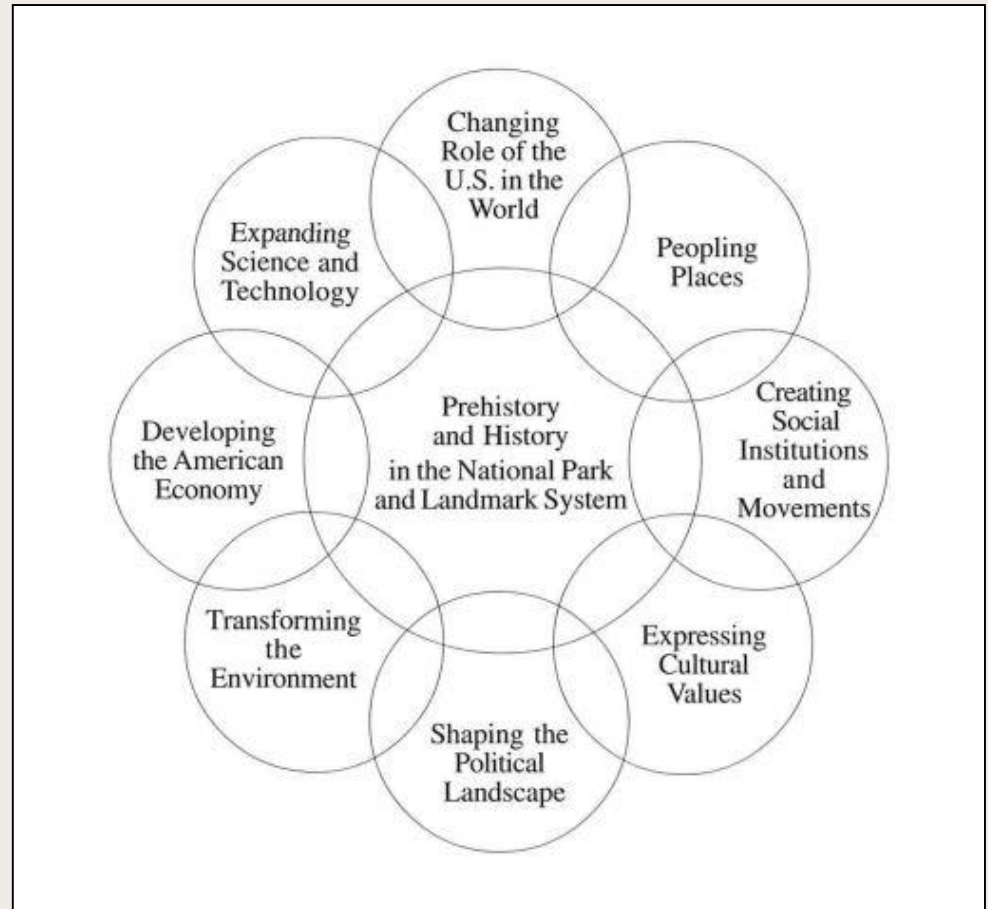 Changing
Role of the
U.S. in the
World
Peopling
Places
Expanding
Science and
Technology
Creating
Social
Institutions
and
Movements
Prehistory
and History
in the National Park
and Landmark System
Developing
the American
Economy
Transforming
the
Environment
Expressing
Cultural
Values
Shaping the
Political
Landscape